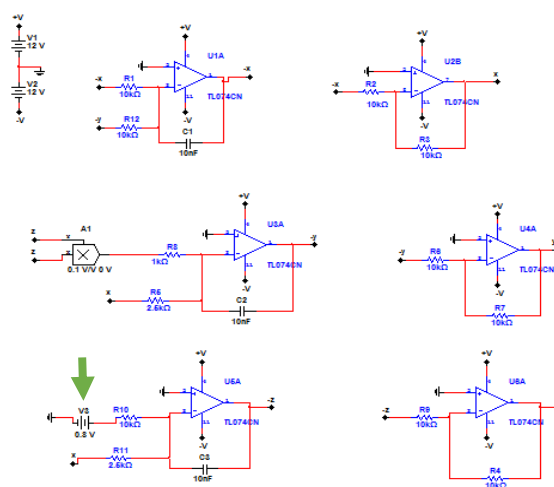 +V
V1
12 V
V2
12 V
-V
+V
U1A
-x
R1
10kΩ
-x
TL074CN
-y
R12
10kΩ
-V
C1
10nF
U2B
-x
R2
10kΩ
x
TL074CN
-V
R3
10kΩ
z
A1
z
0.1 V/V 0 V
+V
U3A
R8
1kΩ
-y
TL074CN
x
R5
2.5kΩ
-V
C2
10nF
+V
U4A
-y
R6
10kΩ
y
TL074CN
-V
R7
10kΩ
+V
U5A
V3
0.8 V
R10
10kΩ
-z
TL074CN
x
R11
2.5kΩ
-V
C3
10nF
+V
U6A
-z
R9
10kΩ
TL074CN
-V
R4
10kΩ